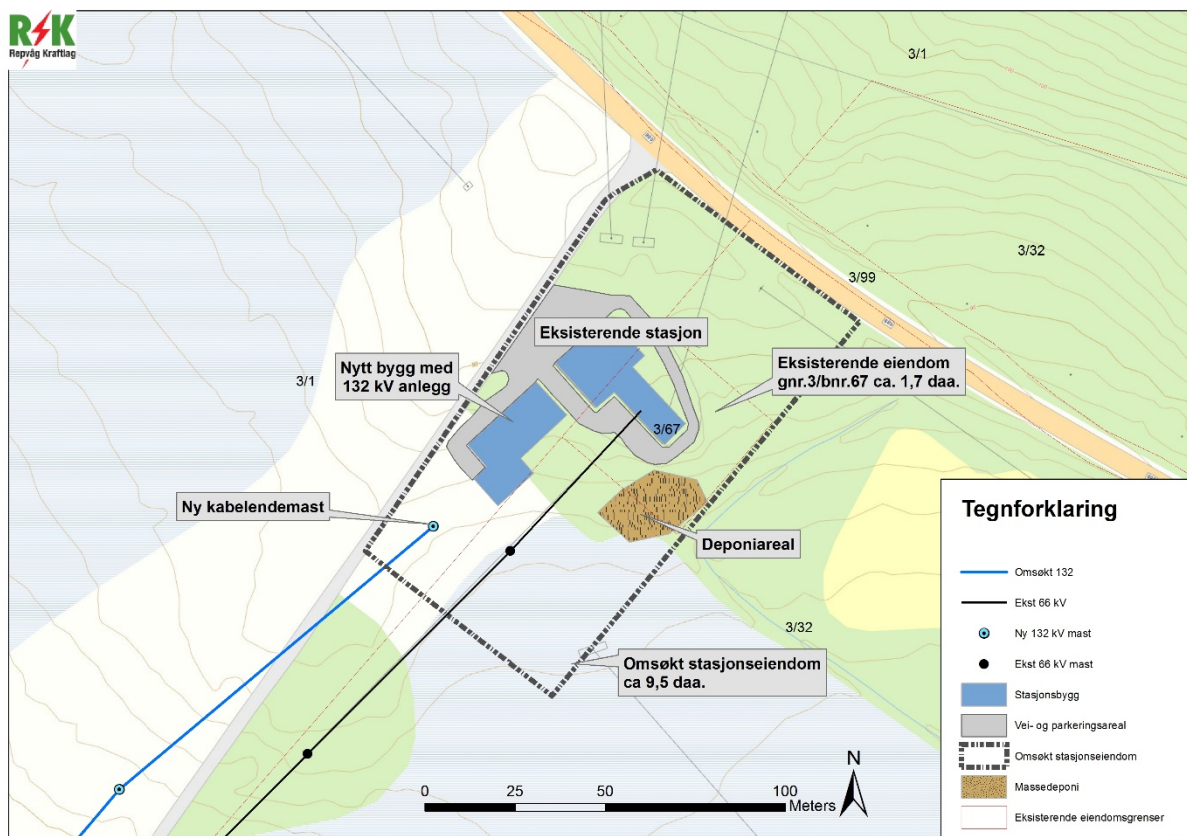 R K
Repvåg Kraftlag
3/1
3/32
3/99
Eksisterende stasjon
Nytt bygg med
132 kV anlegg
3/1
Eksisterende eiendom
gnr.3/bnr.67 ca. 1,7 daa.
3/67
Ny kabelendemast
Deponiareal
3/32
Omsøkt stasjonseiendom
ca 9,5 daa.
N
0 25 50 100
Meters
Tegnforklaring
Omsøkt 132
Ekst 66 kV
Ny 132 kV mast
Ekst 66 kV mast
Stasjonsbygg
Vei- og parkeringsareal
Omsøkt stasjonseiendom
Massedeponi
Eksisterende eiendomsgrenser